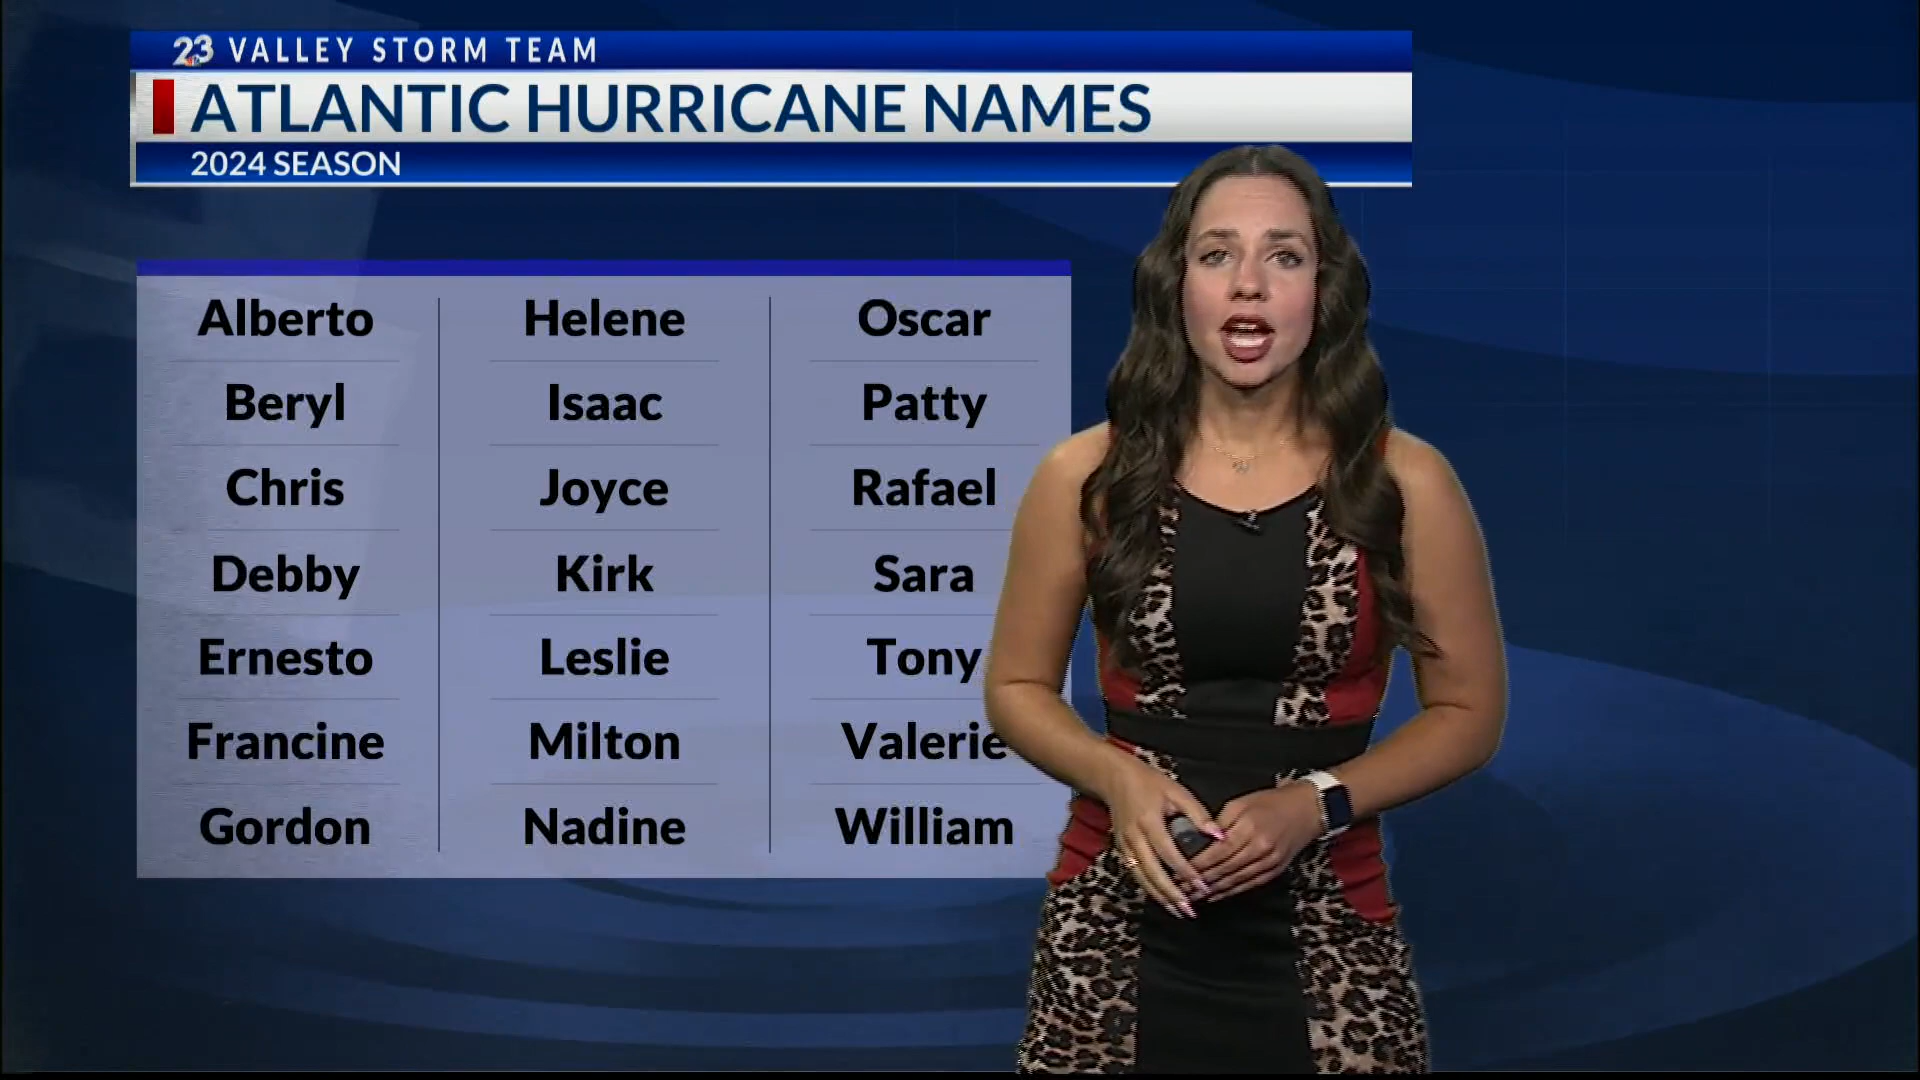 23 VALLEY STORM TEAM
ATLANTIC HURRICANE NAMES
2024 SEASON
Alberto
Beryl
Chris
Debby
Ernesto
Francine
Gordon
Helene
Isaac
Joyce
Kirk
Leslie
Milton
Nadine
Oscar
Patty
Rafael
Sara
Tony
Valerie
William